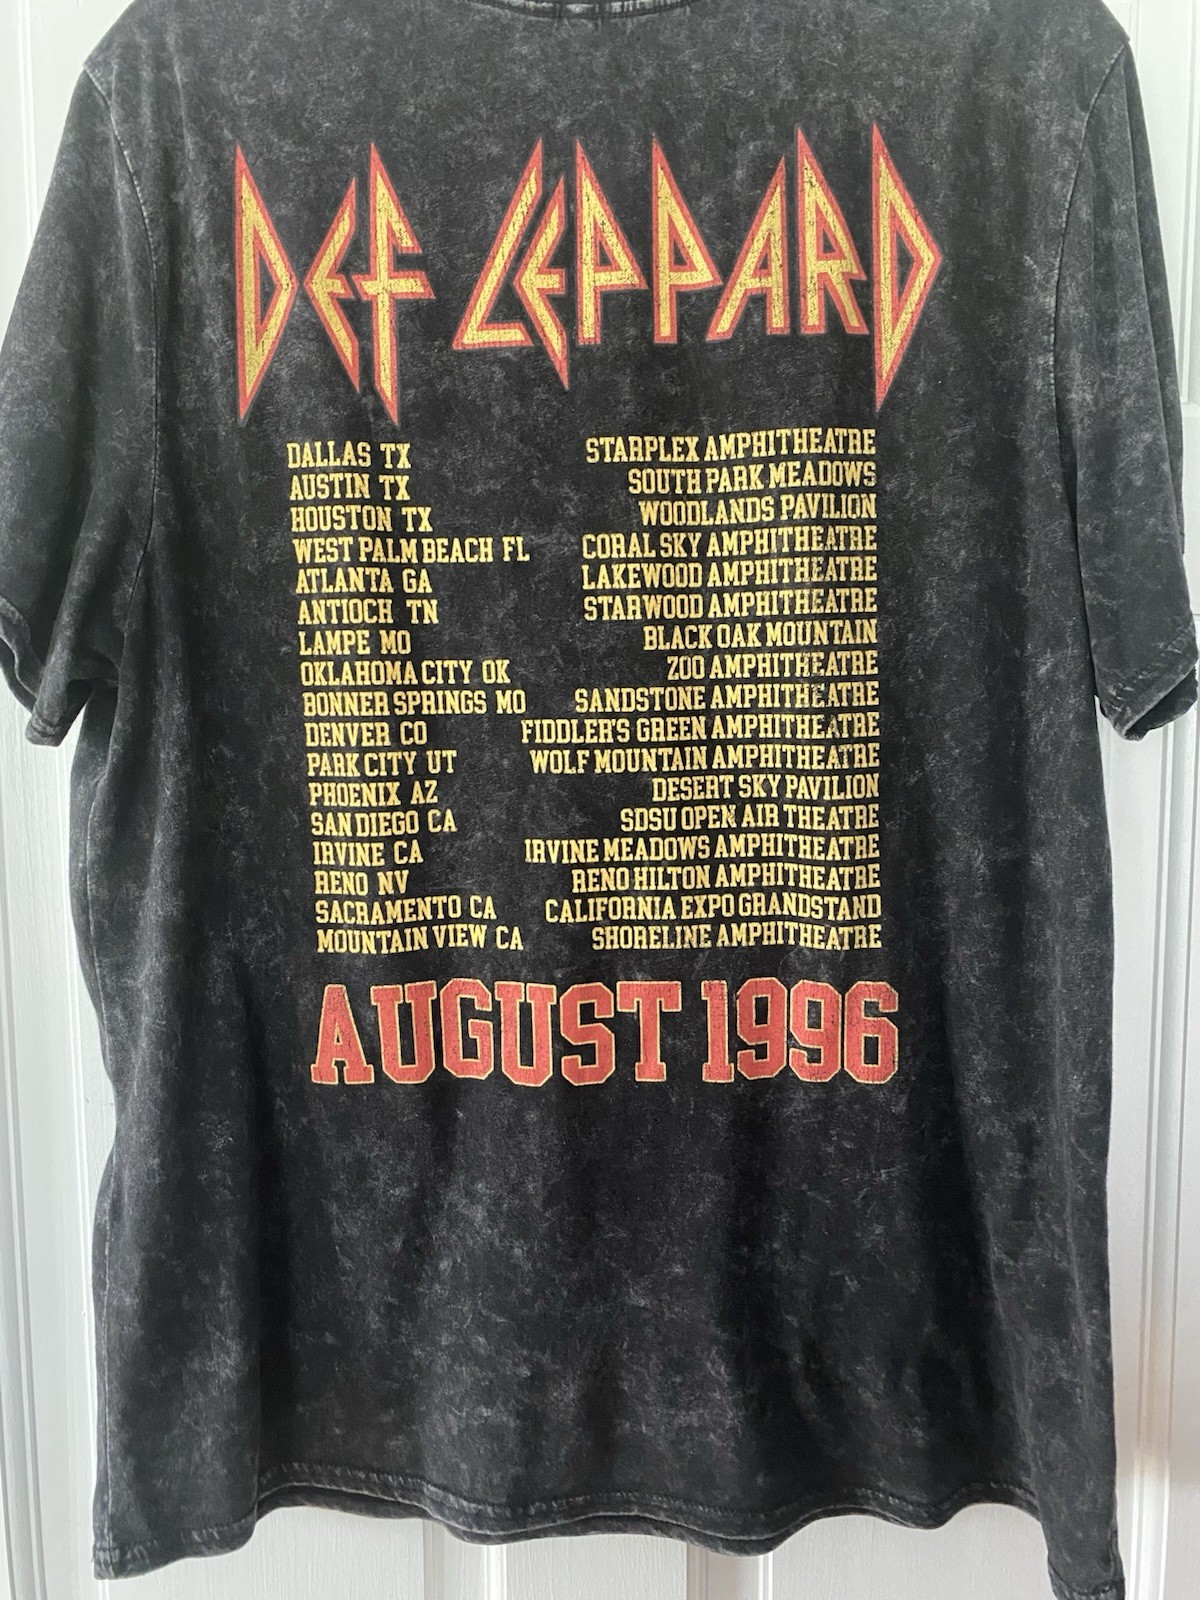 DEF LEPPARD
DALLAS TX STARPLEX AMPHITHEATRE
AUSTIN TX SOUTH PARK MEADOWS
HOUSTON TX WOODLANDS PAVILION
WEST PALM BEACH FL CORAL SKY AMPHITHEATRE
ATLANTA GA LAKEWOOD AMPHITHEATRE
ANTIOCH TN STARWOOD AMPHITHEATRE
LAMPE MO BLACK OAK MOUNTAIN
OKLAHOMA CITY OK ZOO AMPHITHEATRE
BONNER SPRINGS MO SANDSTONE AMPHITHEATRE
DENVER CO FIDDLER'S GREEN AMPHITHEATRE
PARK CITY UT WOLF MOUNTAIN AMPHITHEATRE
PHOENIX AZ DESERT SKY PAVILION
SAN DIEGO CA SDSU OPEN AIR THEATRE
IRVINE CA IRVINE MEADOWS AMPHITHEATRE
RENO NV RENO HILTON AMPHITHEATRE
SACRAMENTO CA CALIFORNIA EXPO GRANDSTAND
MOUNTAIN VIEW CA SHORELINE AMPHITHEATRE
AUGUST 1996